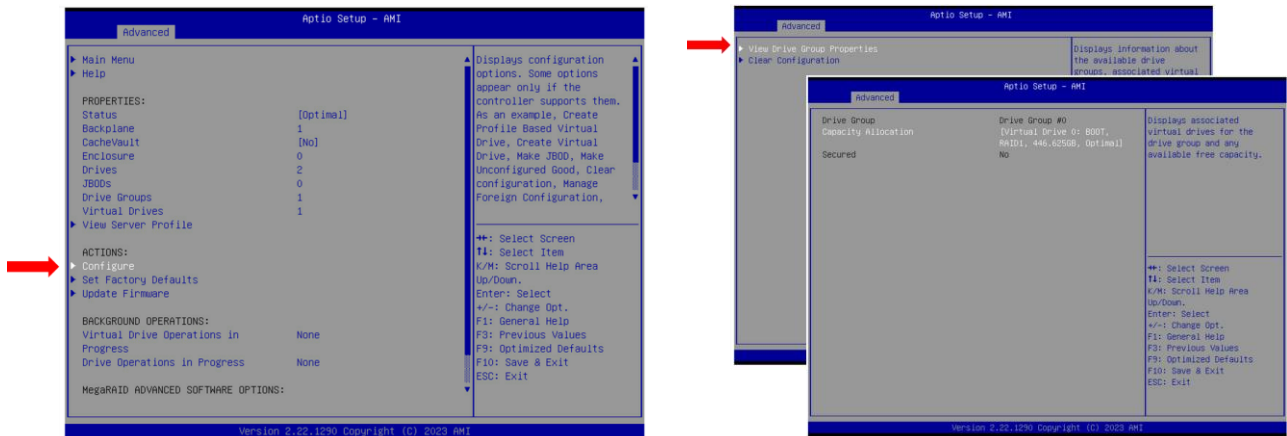 Aptio Setup – AMI
Advanced
Main Menu
Help
PROPERTIES:
Status [Optimal]
Backplane 1
CacheVault [No]
Enclosure 0
Drives 2
JBODs 0
Drive Groups 1
Virtual Drives 1
View Server Profile
ACTIONS:
Configure
Set Factory Defaults
Update Firmware
BACKGROUND OPERATIONS:
Virtual Drive Operations in None
Progress
Drive Operations in Progress None
MegaRAID ADVANCED SOFTWARE OPTIONS:
Displays configuration
options. Some options
appear only if the
controller supports them.
As an example, Create
Profile Based Virtual
Drive, Create Virtual
Drive, Make JBOD, Make
Unconfigured Good, Clear
configuration, Manage
Foreign Configuration,
→←: Select Screen
↑↓: Select Item
K/M: Scroll Help Area
Up/Down.
Enter: Select
+/-: Change Opt.
F1: General Help
F3: Previous Values
F9: Optimized Defaults
F10: Save & Exit
ESC: Exit
Version 2.22.1290 Copyright (C) 2023 AMI
Aptio Setup – AMI
Advanced
View Drive Group Properties
Clear Configuration
Displays information about
the available drive
groups, associated virtual
Aptio Setup – AMI
Advanced
Drive Group Drive Group #0
Capacity Allocation [Virtual Drive 0: BOOT,
RAID1, 446.625GB, Optimal]
Secured No
Displays associated
virtual drives for the
drive group and any
available free capacity.
→←: Select Screen
↑↓: Select Item
K/M: Scroll Help Area
Up/Down.
Enter: Select
+/-: Change Opt.
F1: General Help
F3: Previous Values
F9: Optimized Defaults
F10: Save & Exit
ESC: Exit
Version 2.22.1290 Copyright (C) 2023 AMI